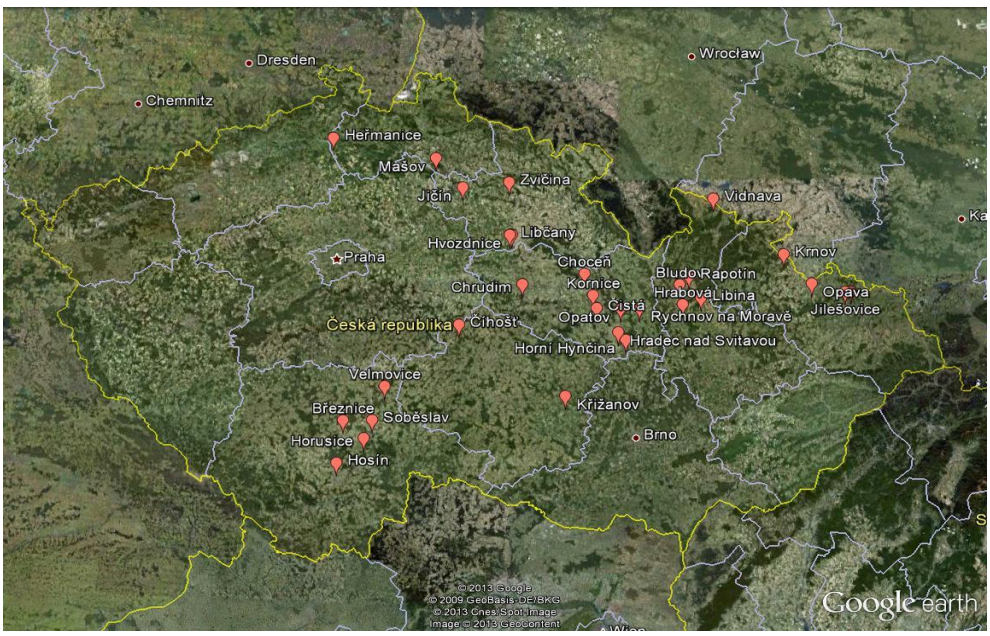 Wrocław
Dresden
Chemnitz
Heřmanice
Mašov
Zvičina
Jičín
Vidnava
Libčany
Hvozdnice
Krnov
Praha
Choceň
Rapotín
Kornice
Chrudim
Hrabová
Libina
Opava
Čistá
Jilešovice
Opatov
Rychnov na Moravě
Česká republika
Čihošť
Hradec nad Svitavou
Horní Hynčina
Velmovice
Křižanov
Březnice
Soběslav
Brno
Horusice
Hosín
© 2013 Google
© 2009 GeoBasis-DE/BKG
© 2013 Cnes/Spot Image
Image © 2013 GeoContent
Google earth